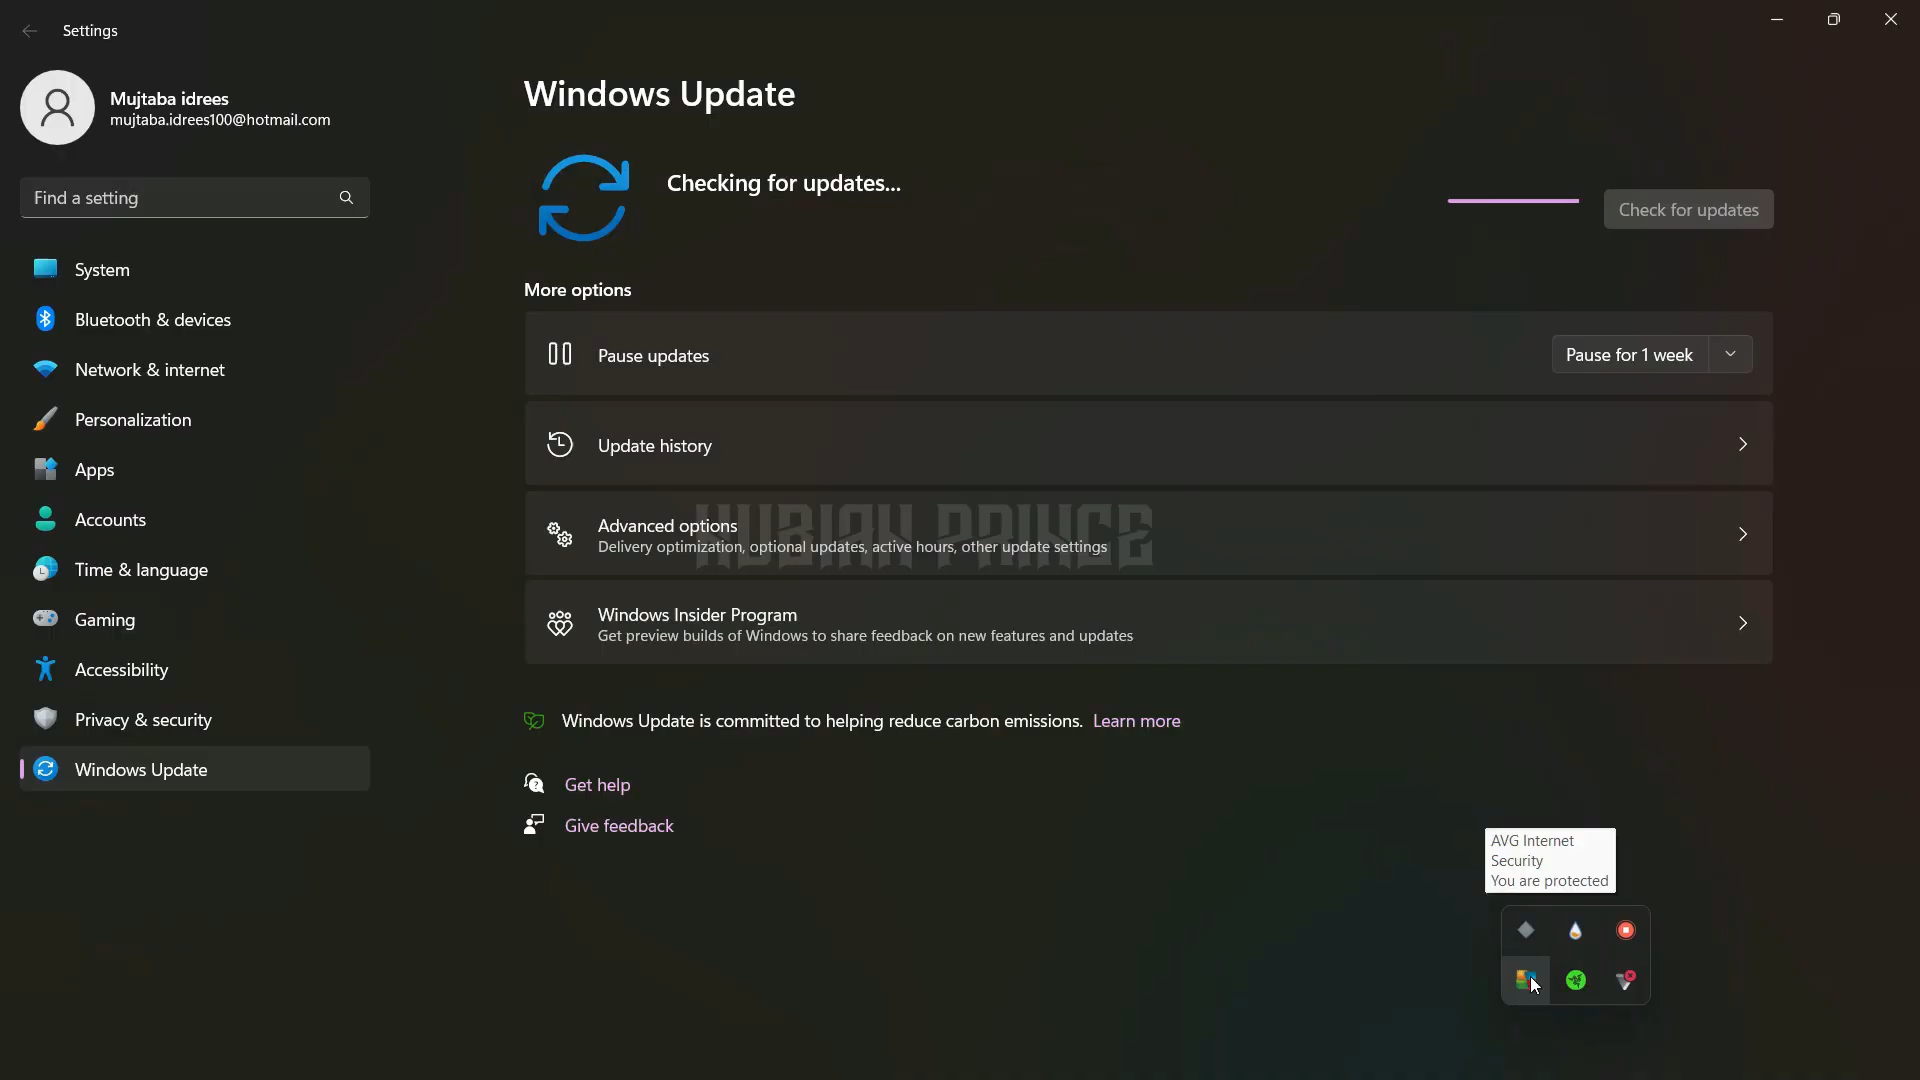 Settings
Mujtaba idrees
mujtaba.idrees100@hotmail.com
Find a setting
System
Bluetooth & devices
Network & internet
Personalization
Apps
Accounts
Time & language
Gaming
Accessibility
Privacy & security
Windows Update
Windows Update
Checking for updates...
Check for updates
More options
Pause updates
Pause for 1 week
Update history
NUBIAN PRINCE
Advanced options
Delivery optimization, optional updates, active hours, other update settings
Windows Insider Program
Get preview builds of Windows to share feedback on new features and updates
Windows Update is committed to helping reduce carbon emissions. Learn more
Get help
Give feedback
AVG Internet
Security
You are protected